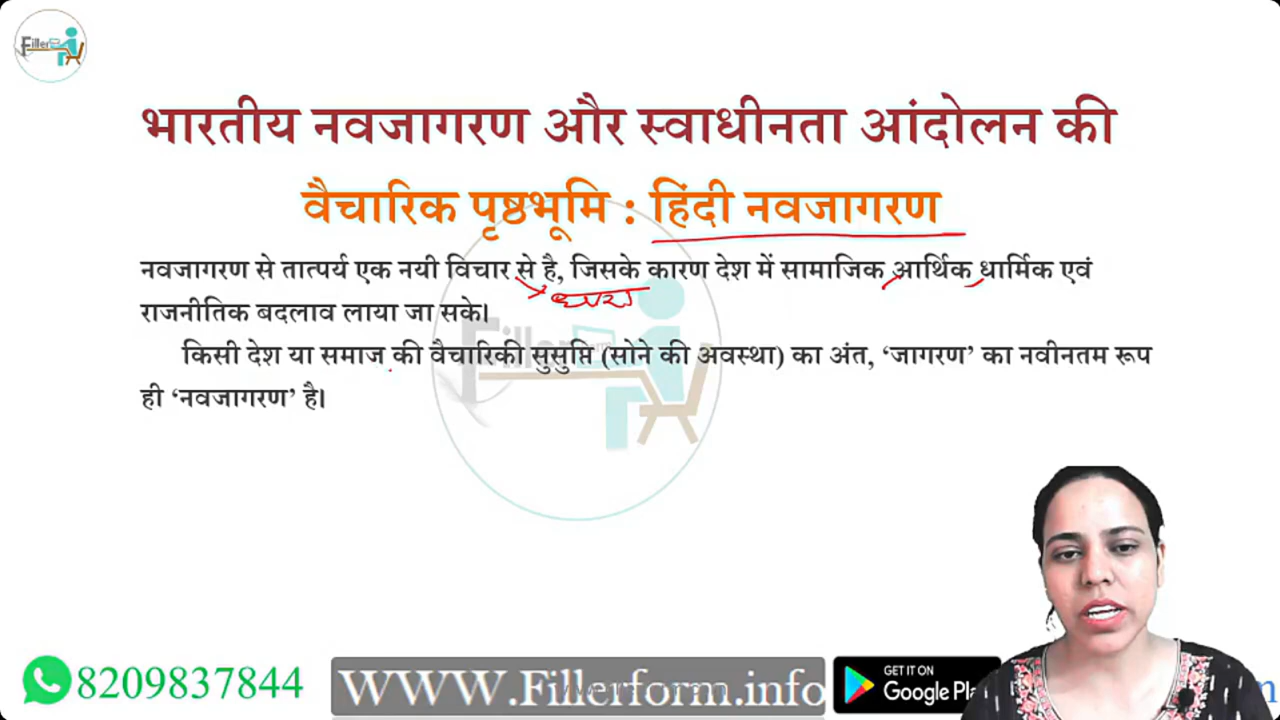 Fillerform
भारतीय नवजागरण और स्वाधीनता आंदोलन की
वैचारिक पृष्ठभूमि : हिंदी नवजागरण
नवजागरण से तात्पर्य एक नयी विचार से है, जिसके कारण देश में सामाजिक आर्थिक धार्मिक एवं
धारा
राजनीतिक बदलाव लाया जा सके।
किसी देश या समाज की वैचारिकी सुसुप्ति (सोने की अवस्था) का अंत, ‘जागरण’ का नवीनतम रूप
ही ‘नवजागरण’ है।
8209837844
WWW.Fillerform.info
GET IT ON
Google Pla